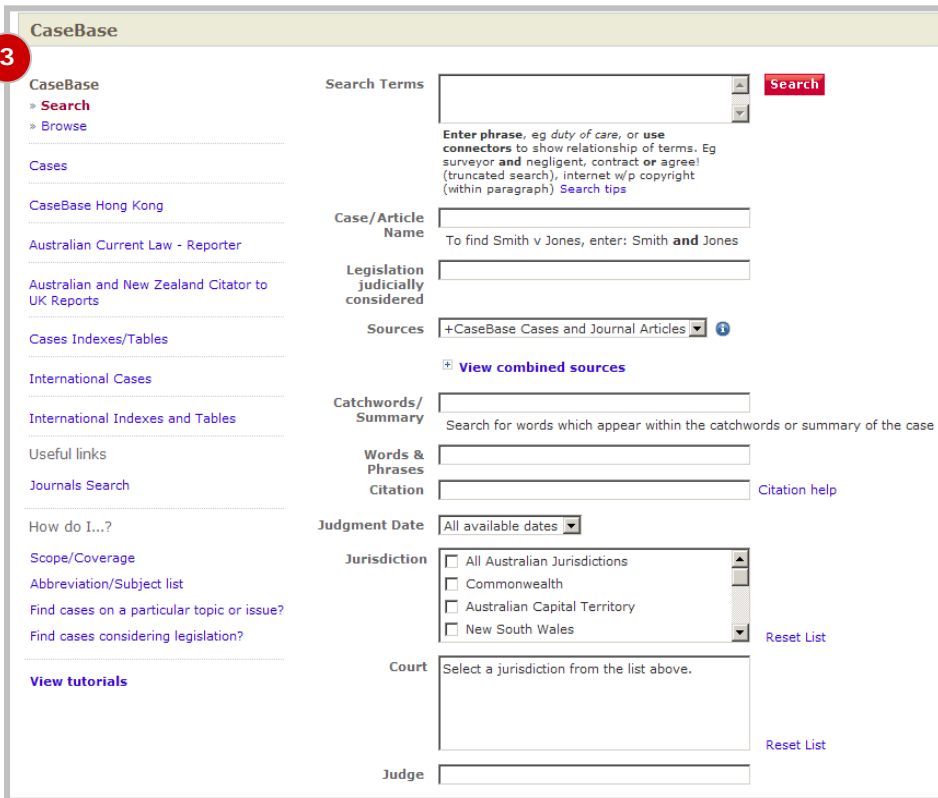 CaseBase
3
CaseBase
» Search
» Browse
Cases
CaseBase Hong Kong
Australian Current Law - Reporter
Australian and New Zealand Citator to
UK Reports
Cases Indexes/Tables
International Cases
International Indexes and Tables
Useful links
Journals Search
How do I...?
Scope/Coverage
Abbreviation/Subject list
Find cases on a particular topic or issue?
Find cases considering legislation?
View tutorials
Search Terms
Search
Enter phrase, eg duty of care, or use
connectors to show relationship of terms. Eg
surveyor and negligent, contract or agree!
(truncated search), internet w/p copyright
(within paragraph) Search tips
Case/Article
Name
To find Smith v Jones, enter: Smith and Jones
Legislation
judicially
considered
Sources +CaseBase Cases and Journal Articles
View combined sources
Catchwords/
Summary
Search for words which appear within the catchwords or summary of the case
Words &
Phrases
Citation Citation help
Judgment Date All available dates
Jurisdiction All Australian Jurisdictions
Commonwealth
Australian Capital Territory
New South Wales
Reset List
Court Select a jurisdiction from the list above.
Reset List
Judge